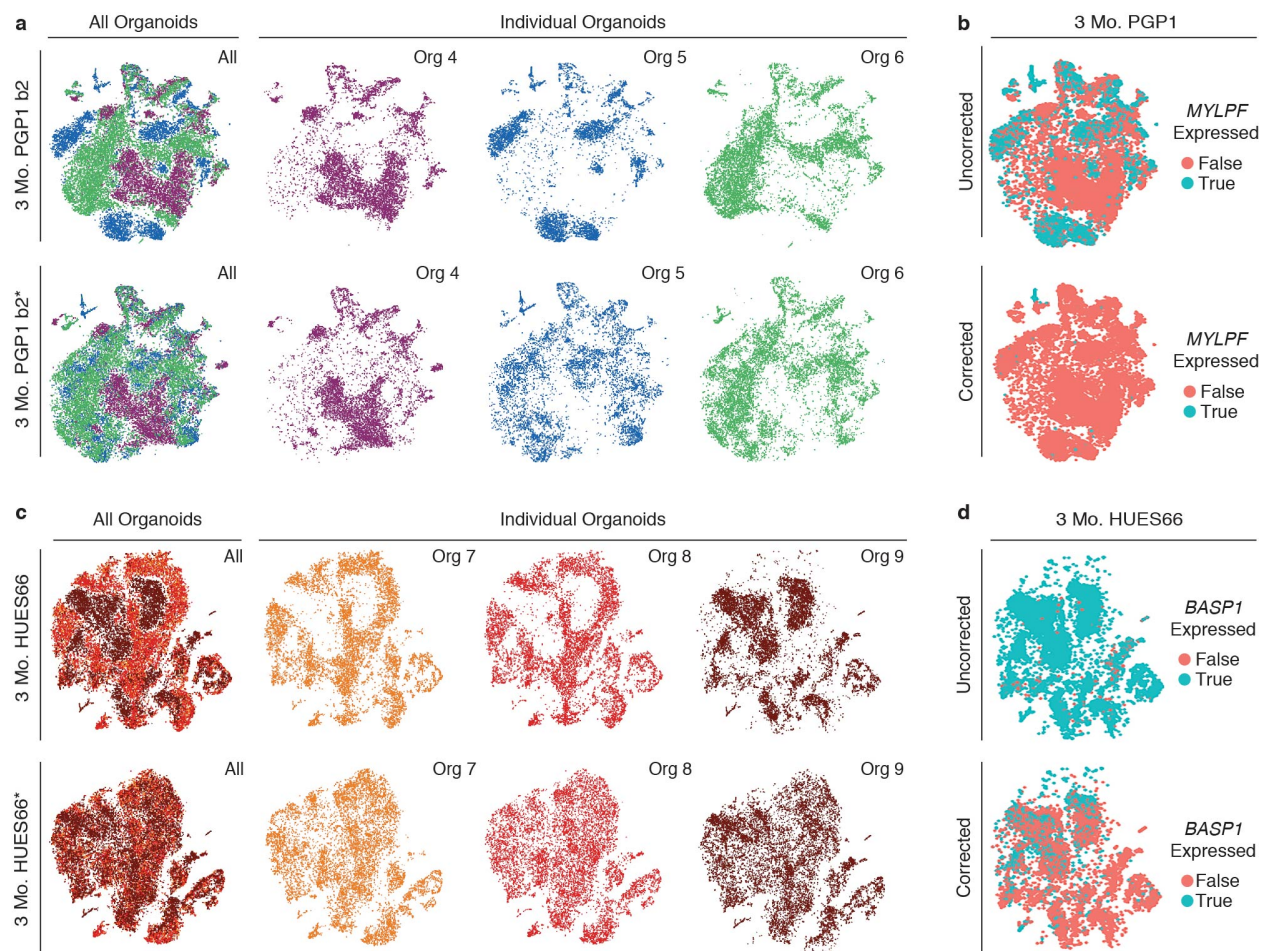 a
All Organoids
Individual Organoids
3 Mo. PGP1 b2
All
Org 4
Org 5
Org 6
3 Mo. PGP1 b2*
All
Org 4
Org 5
Org 6
b
3 Mo. PGP1
Uncorrected
MYLPF
Expressed
False
True
Corrected
MYLPF
Expressed
False
True
c
All Organoids
Individual Organoids
3 Mo. HUES66
All
Org 7
Org 8
Org 9
3 Mo. HUES66*
All
Org 7
Org 8
Org 9
d
3 Mo. HUES66
Uncorrected
BASP1
Expressed
False
True
Corrected
BASP1
Expressed
False
True